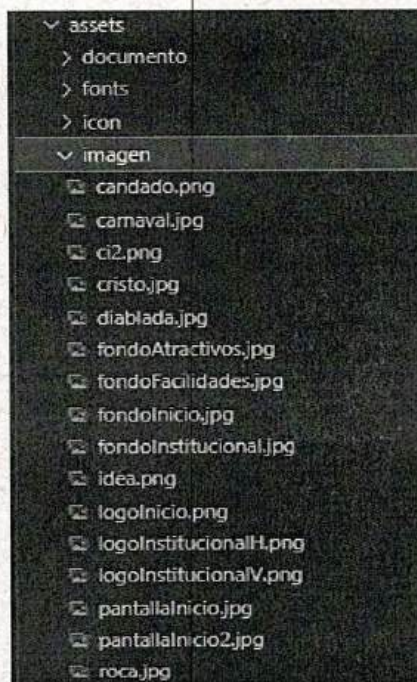 assets
documento
fonts
icon
imagen
candado.png
carnaval.jpg
ci2.png
cristo.jpg
diablada.jpg
fondoAtractivos.jpg
fondoFacilidades.jpg
fondoInicio.jpg
fondoInstitucional.jpg
idea.png
logoInicio.png
logoInstitucionalH.png
logoInstitucionalV.png
pantallaInicio.jpg
pantallaInicio2.jpg
roca.jpg